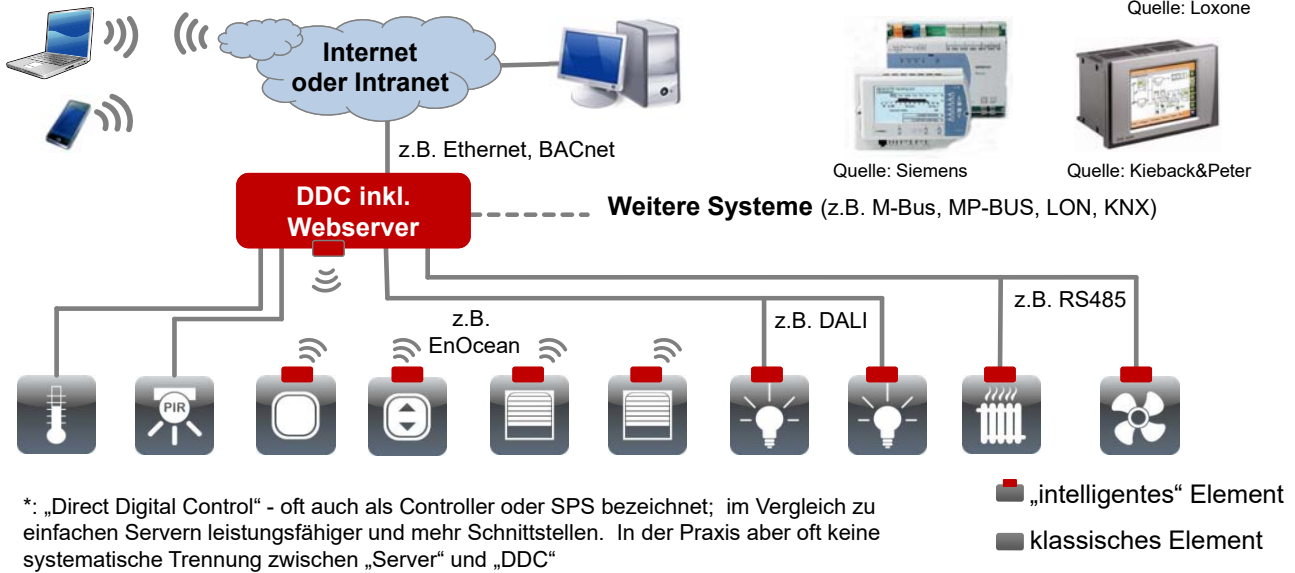 Quelle: Loxone
Internet
oder Intranet
z.B. Ethernet, BACnet
Quelle: Siemens
Quelle: Kieback&Peter
DDC inkl.
Webserver
Weitere Systeme (z.B. M-Bus, MP-BUS, LON, KNX)
z.B. RS485
z.B.
EnOcean
z.B. DALI
PIR
*: „Direct Digital Control“ - oft auch als Controller oder SPS bezeichnet; im Vergleich zu
einfachen Servern leistungsfähiger und mehr Schnittstellen. In der Praxis aber oft keine
systematische Trennung zwischen „Server“ und „DDC“
„intelligentes“ Element
klassisches Element